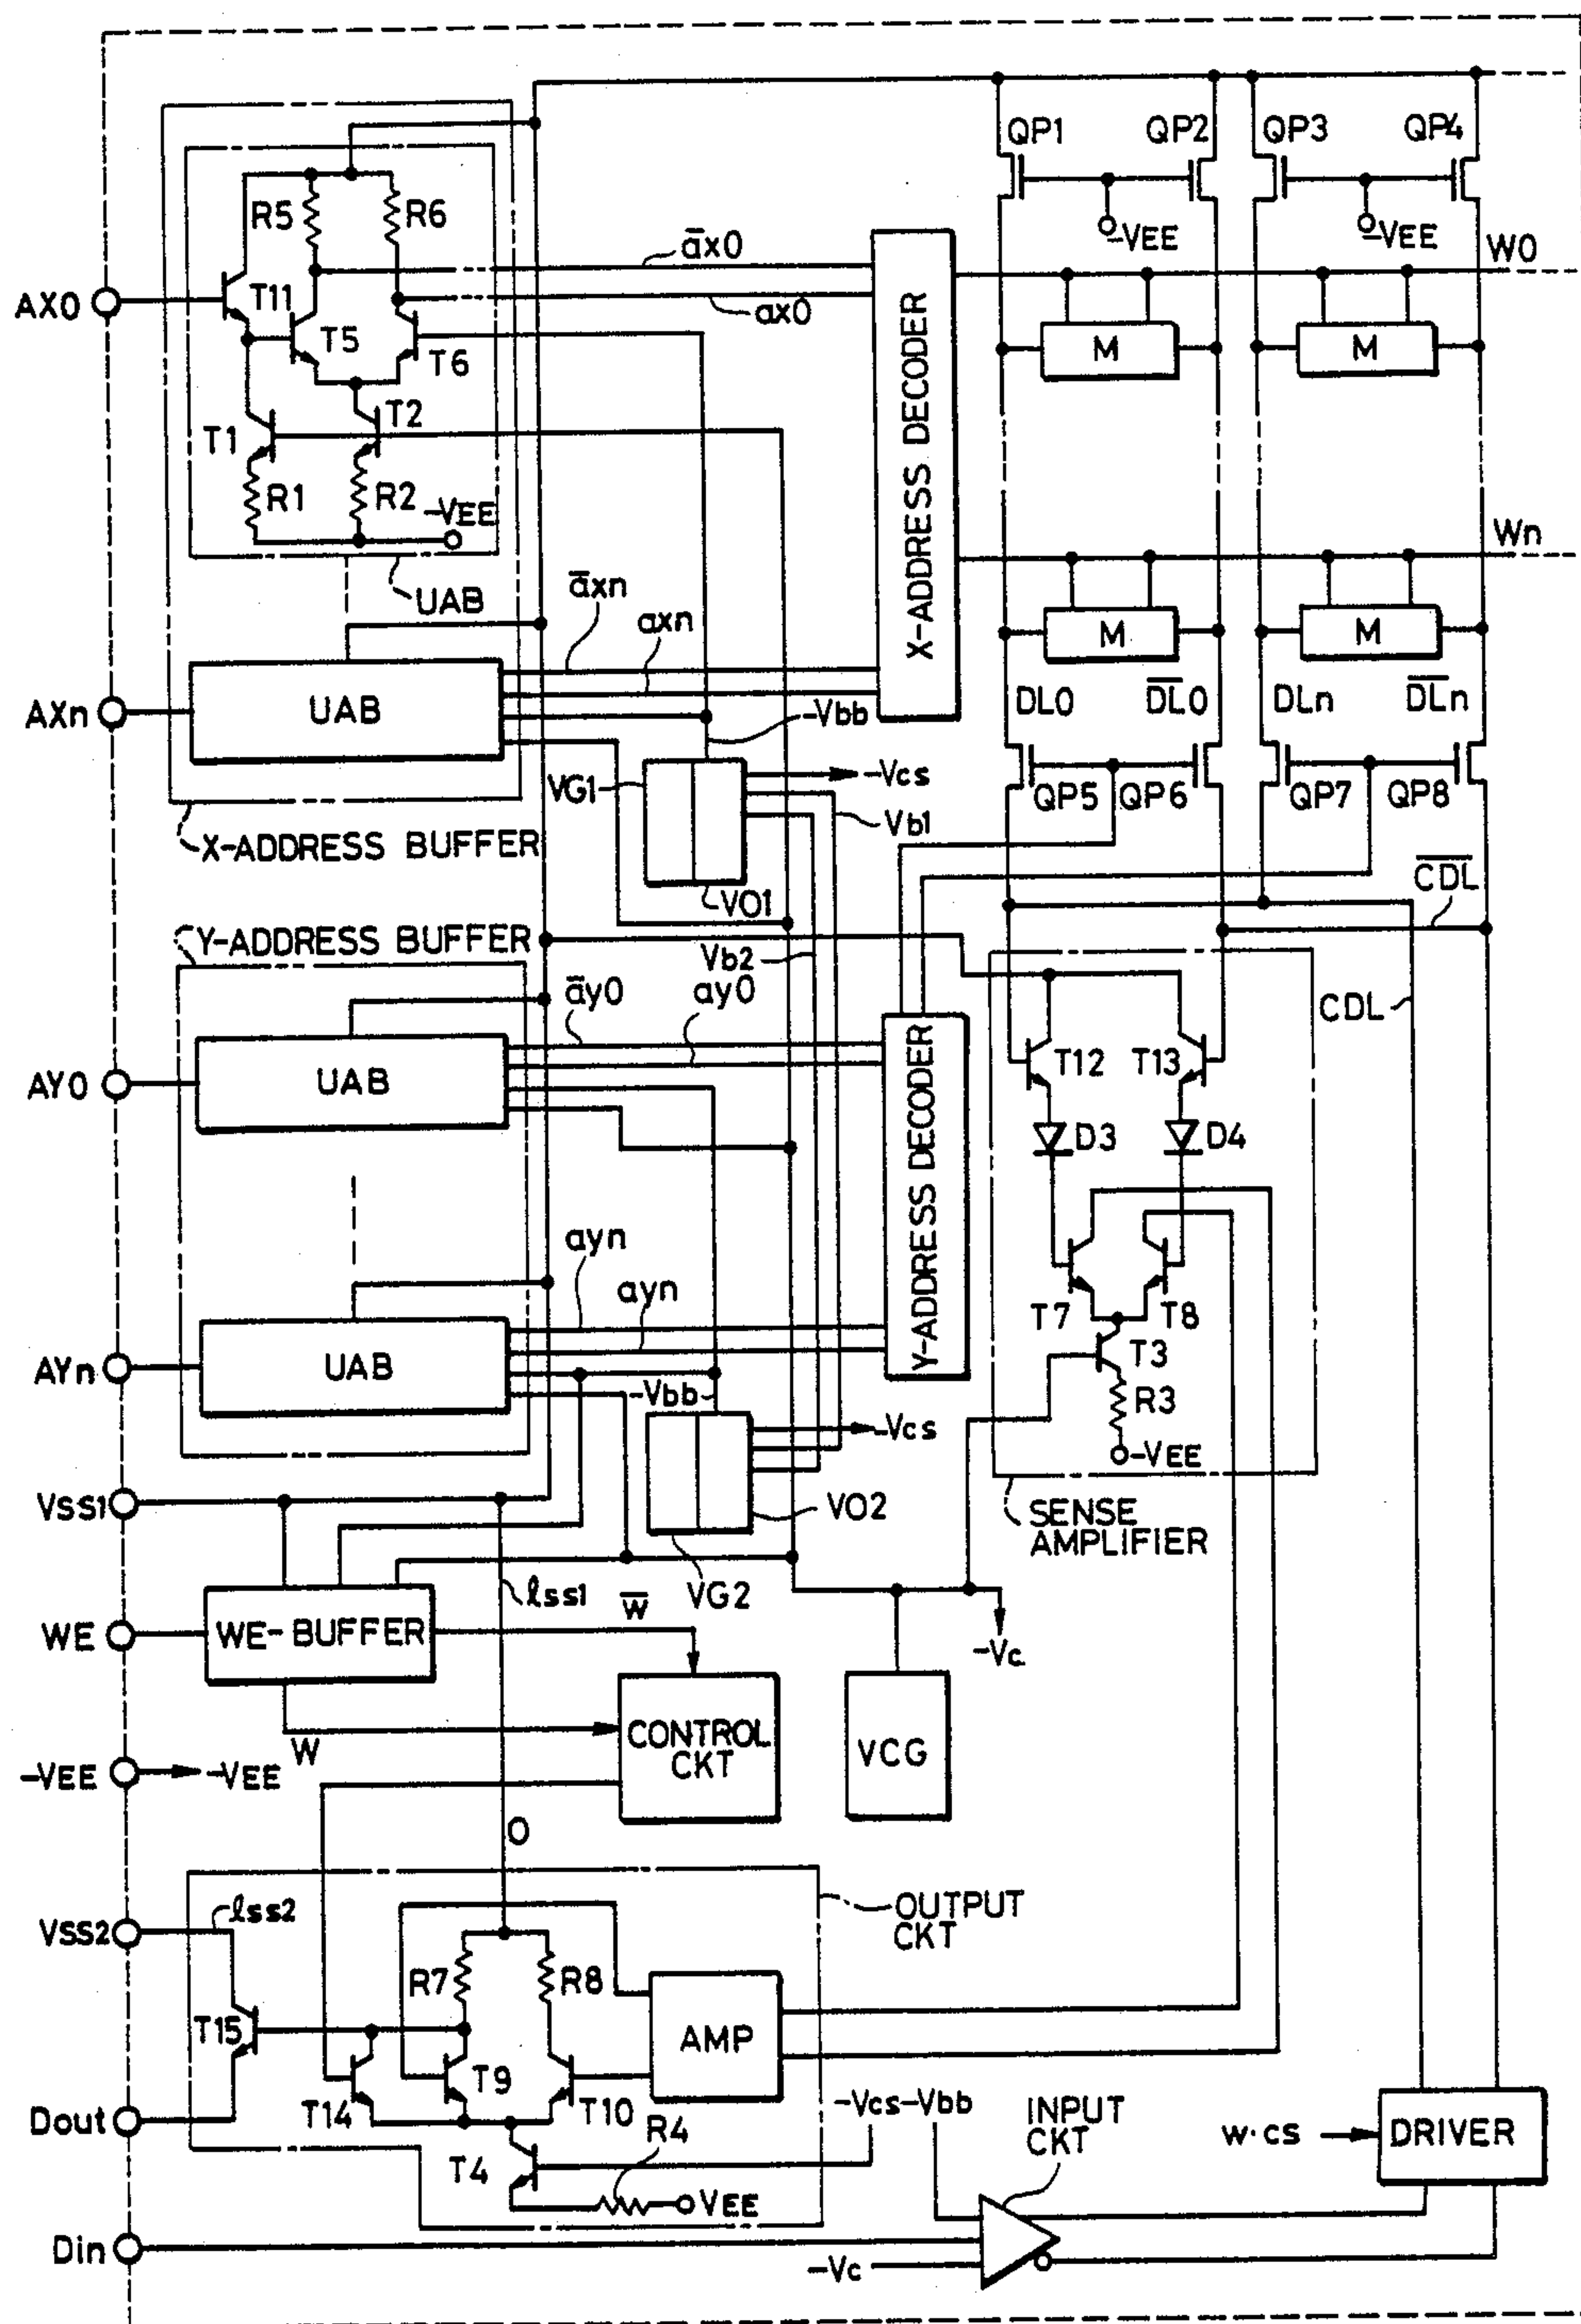 QP1
QP2
QP3
QP4
-VEE
-VEE
W0
R5
R6
āx0
ax0
AX0
T11
T5
T6
M
M
T1
T2
R1
R2
-VEE
UAB
X-ADDRESS DECODER
Wn
āxn
axn
M
M
AXn
UAB
-Vbb
DL0
D̅L̅0
DLn
D̅L̅n
VG1
-Vcs
QP5
QP6
QP7
QP8
Vb1
X-ADDRESS BUFFER
V01
C̅D̅L̅
Y-ADDRESS BUFFER
Vb2
āy0
ay0
CDL
AY0
UAB
T12
T13
D3
D4
Y-ADDRESS DECODER
ayn
ayn
T7
T8
T3
AYn
UAB
-Vbb
R3
-Vcs
-VEE
VSS1
V02
SENSE
AMPLIFIER
VG2
ℓss1
w̅
WE
WE-BUFFER
-Vc
W
CONTROL
CKT
VCG
-VEE
-VEE
O
ℓss2
OUTPUT
CKT
VSS2
R7
R8
T15
AMP
T9
T14
T10
Dout
-Vcs
-Vbb
INPUT
CKT
R4
w·cs
DRIVER
T4
VEE
Din
-Vc